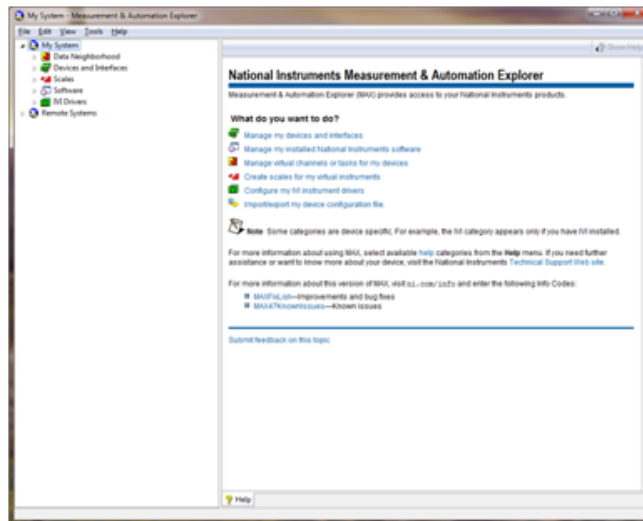 My System - Measurement & Automation Explorer
File Edit View Tools Help
My System
Data Neighborhood
Devices and Interfaces
Scales
Software
IVI Drivers
Remote Systems
Show Help
National Instruments Measurement & Automation Explorer
Measurement & Automation Explorer (MAX) provides access to your National Instruments products.
What do you want to do?
Manage my devices and interfaces
Manage my installed National Instruments software
Manage virtual channels or tasks for my devices
Create scales for my virtual instruments
Configure my IVI instrument drivers
Import/export my device configuration file.
Note Some categories are device specific. For example, the IVI category appears only if you have IVI installed.
For more information about using MAX, select available help categories from the Help menu. If you need further
assistance or want to know more about your device, visit the National Instruments Technical Support Web site.
For more information about this version of MAX, visit ni.com/info and enter the following Info Codes:
MAXFixList—Improvements and bug fixes
MAX47KnownIssues—Known issues
Submit feedback on this topic
Help